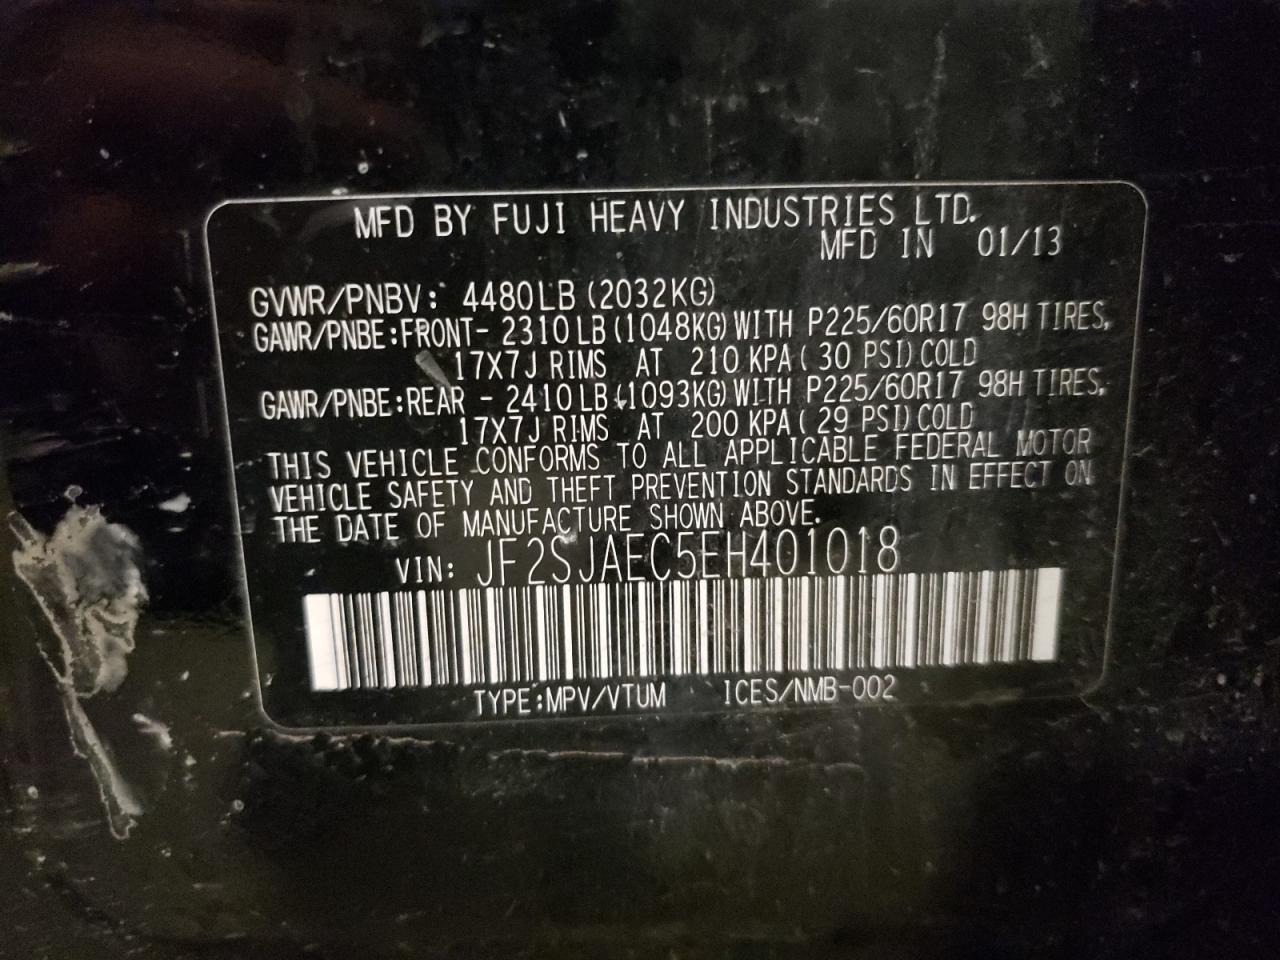 MFD BY FUJI HEAVY INDUSTRIES LTD.
MFD IN 01/13
GVWR/PNBV: 4480LB (2032KG)
GAWR/PNBE:FRONT- 2310LB (1048KG) WITH P225/60R17 98H TIRES,
17X7J RIMS AT 210 KPA ( 30 PSI) COLD
GAWR/PNBE:REAR - 2410LB (1093KG) WITH P225/60R17 98H TIRES,
17X7J RIMS AT 200 KPA ( 29 PSI) COLD
THIS VEHICLE CONFORMS TO ALL APPLICABLE FEDERAL MOTOR
VEHICLE SAFETY AND THEFT PREVENTION STANDARDS IN EFFECT ON
THE DATE OF MANUFACTURE SHOWN ABOVE.
VIN: JF2SJAEC5EH401018
TYPE:MPV/VTUM ICES/NMB-002